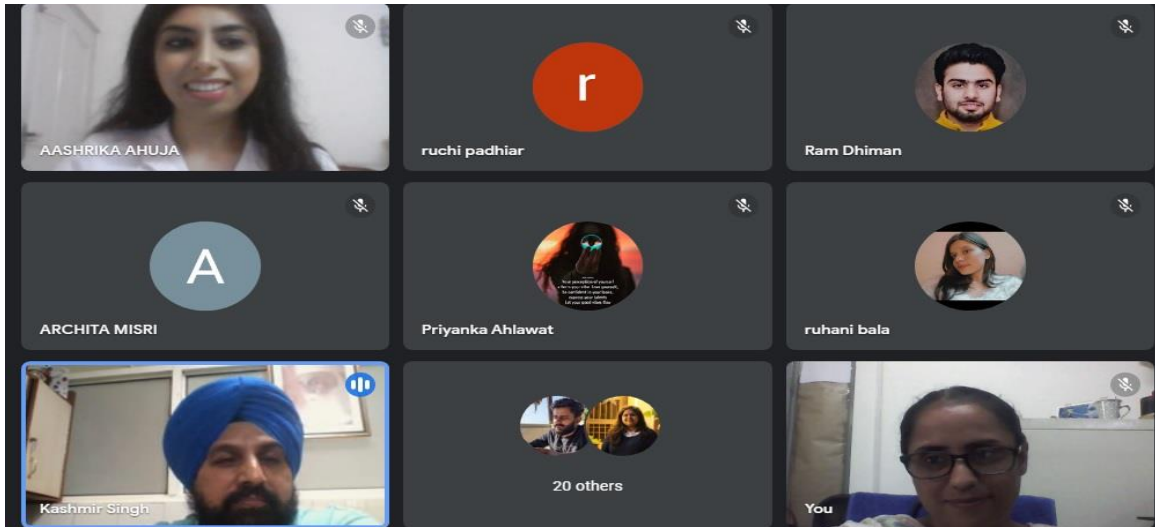 AASHRIKA AHUJA
r
ruchi padhiar
Ram Dhiman
A
ARCHITA MISRI
Priyanka Ahlawat
ruhani bala
Kashmir Singh
20 others
You